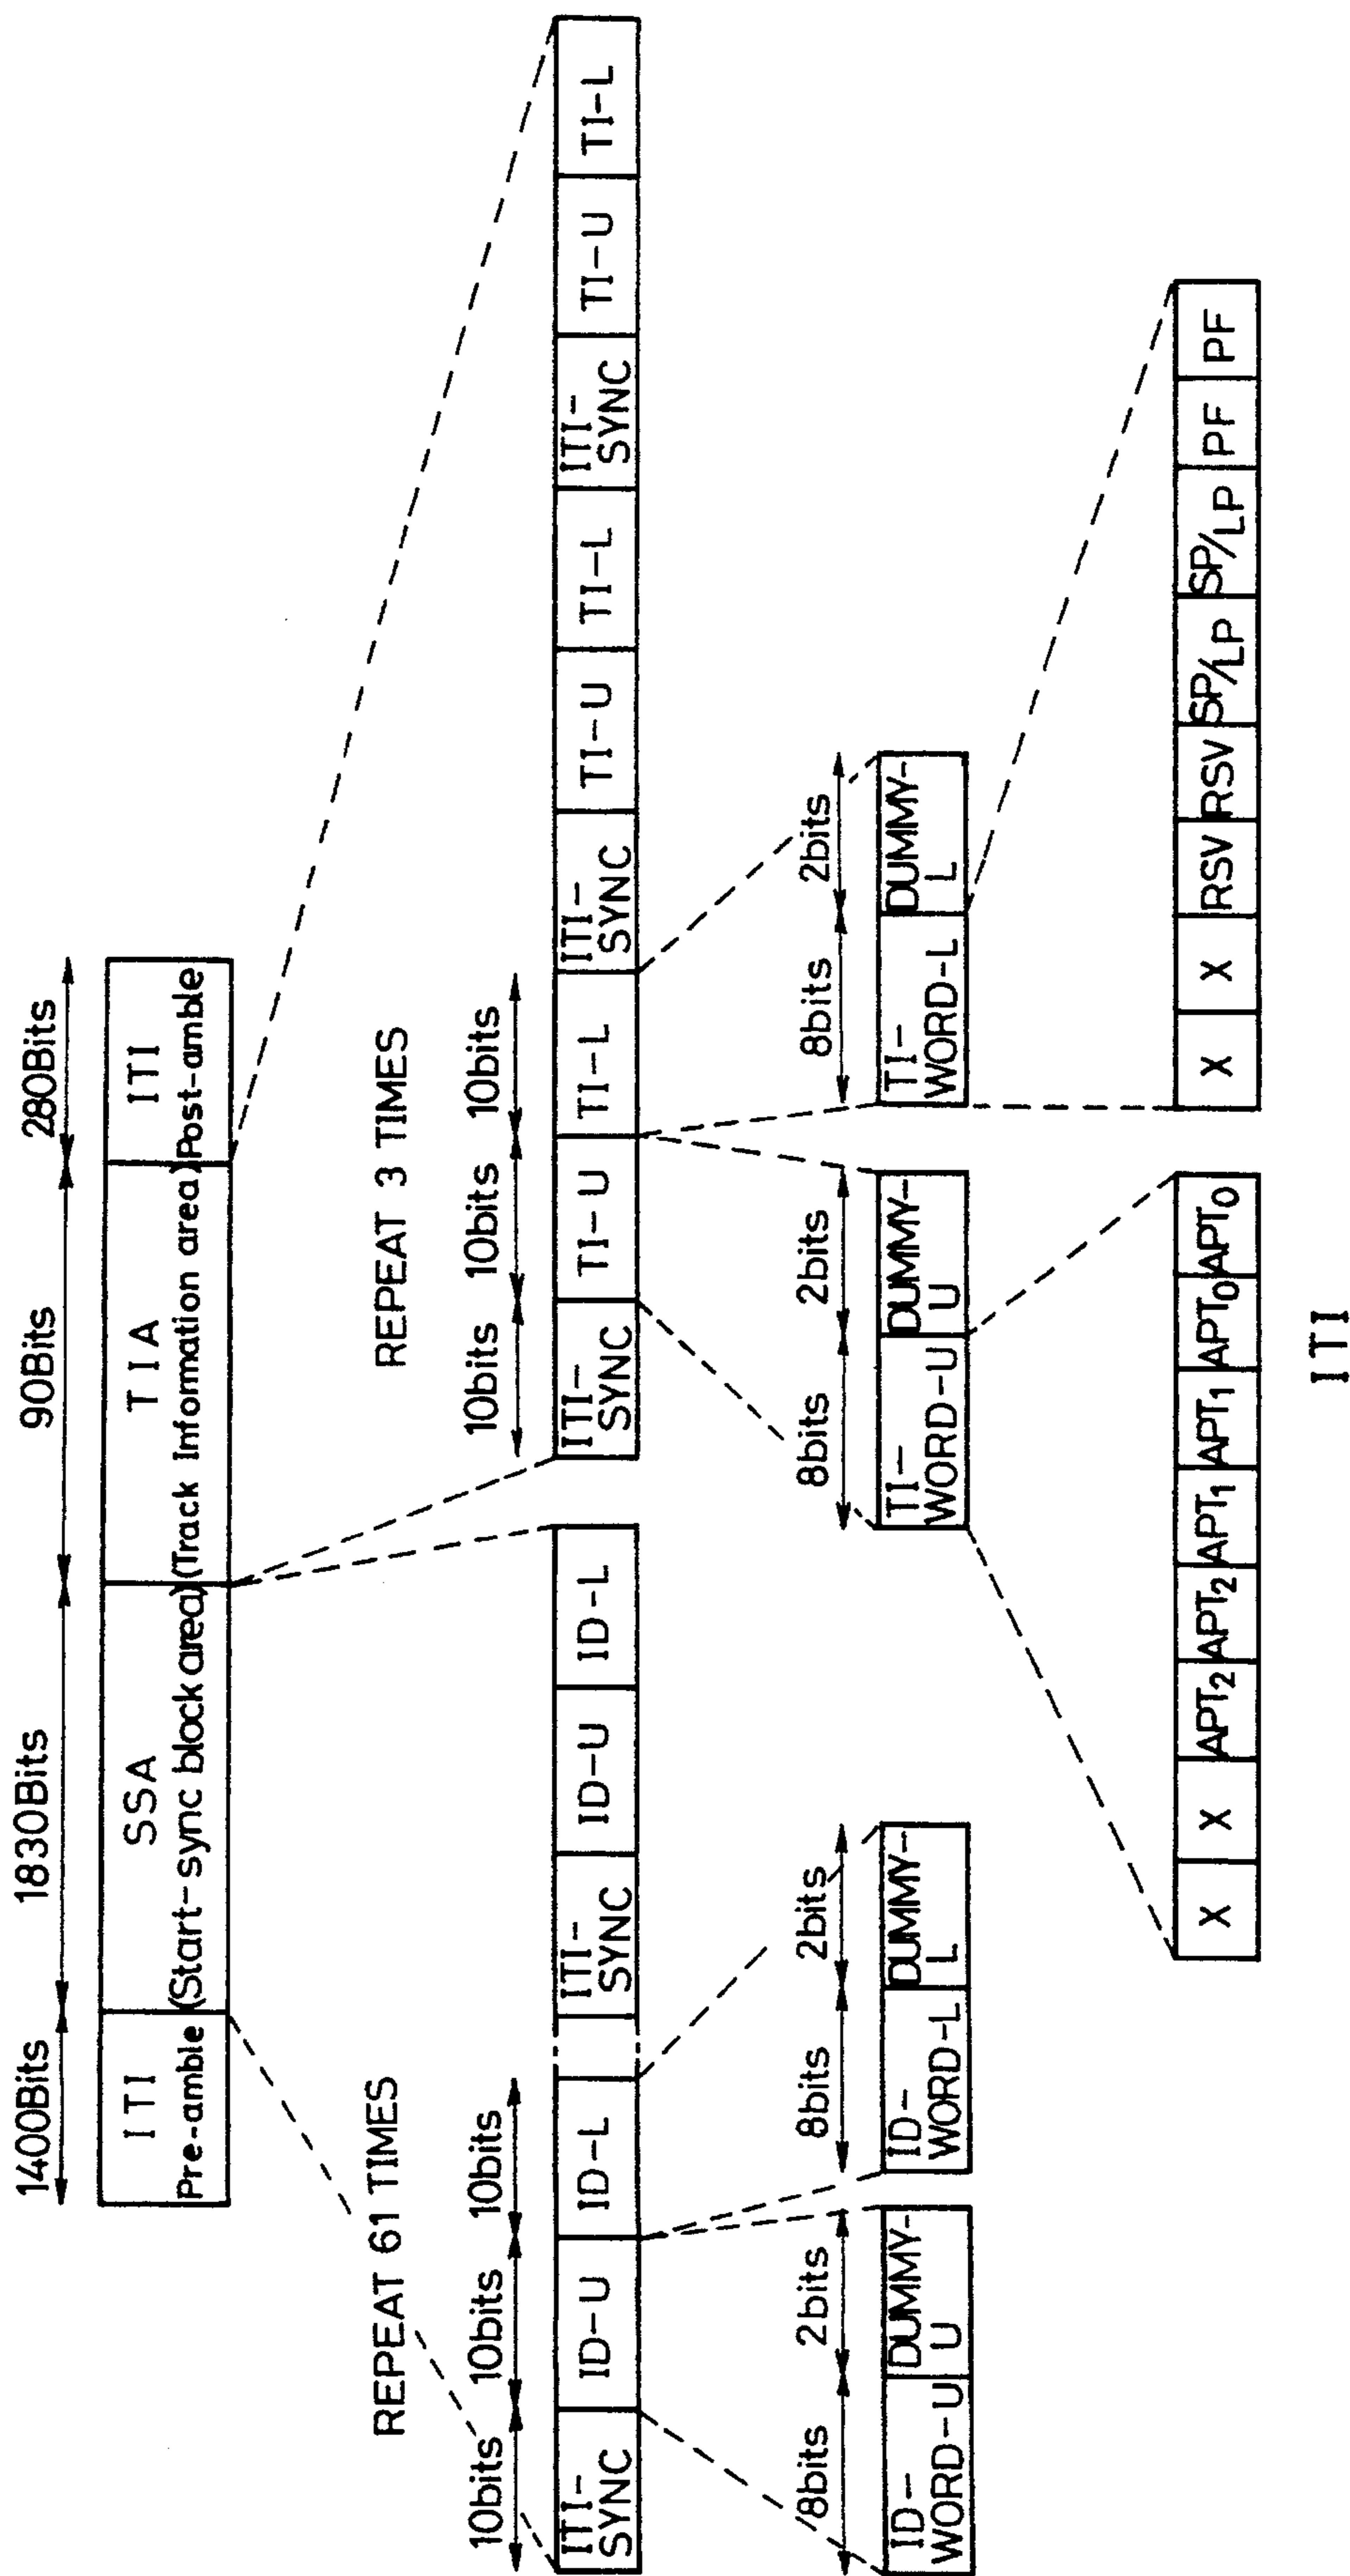 1400Bits
1830Bits
90Bits
280Bits
ITI
Pre-amble
SSA
(Start-sync block area)
TIA
(Track Infomation area)
ITI
Post-amble
REPEAT 61 TIMES
REPEAT 3 TIMES
10bits
10bits
10bits
10bits
10bits
10bits
ITI-
SYNC
ID-U
ID-L
ITI-
SYNC
ID-U
ID-L
ITI-
SYNC
TI-U
TI-L
ITI-
SYNC
TI-U
TI-L
ITI-
SYNC
TI-U
TI-L
8bits
2bits
8bits
2bits
8bits
2bits
8bits
2bits
ID-
WORD-U
DUMMY-
U
ID-
WORD-L
DUMMY-
L
TI-
WORD-U
DUMMY-
U
TI-
WORD-L
DUMMY-
L
X
X
APT2
APT2
APT1
APT1
APT0
APT0
X
X
RSV
RSV
SP/LP
SP/LP
PF
PF
ITI